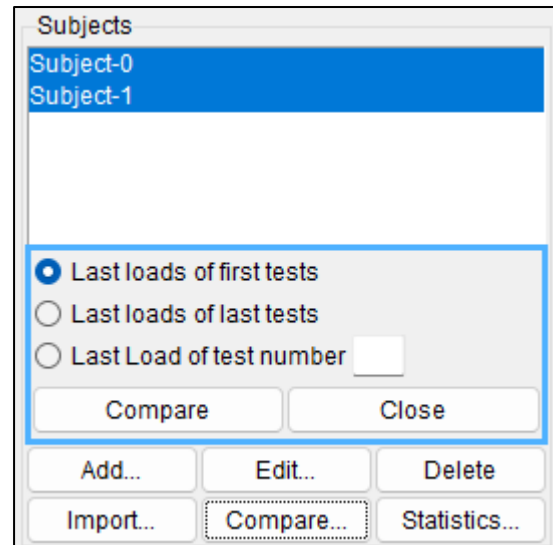 Subjects
Subject-0
Subject-1
Last loads of first tests
Last loads of last tests
Last Load of test number
Compare Close
Add... Edit... Delete
Import... Compare... Statistics...